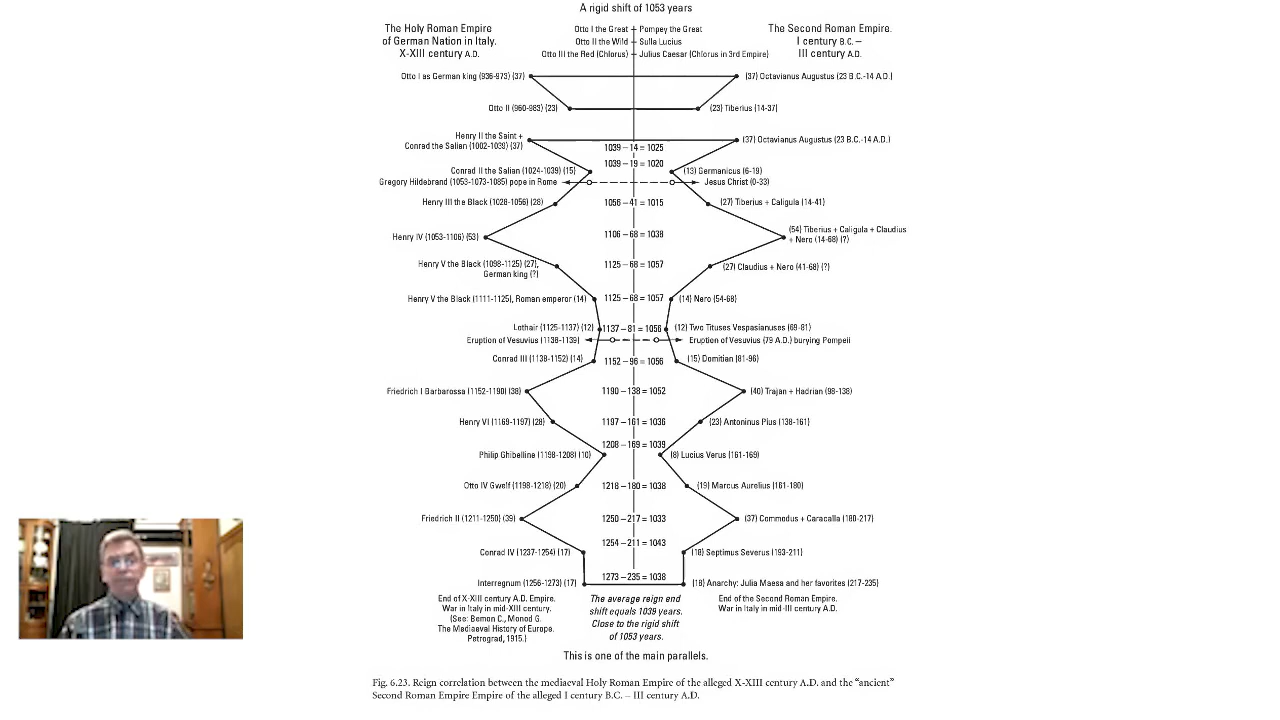 A rigid shift of 1053 years
The Holy Roman Empire
of German Nation in Italy.
X-XIII century A.D.
Otto I the Great
Pompey the Great
Otto II the Wild
Sulla Lucius
Otto III the Red (Chlorus)
Julius Caesar (Chlorus in 3rd Empire)
The Second Roman Empire.
I century B.C. –
III century A.D.
Otto I as German king (936-973) (37)
(37) Octavianus Augustus (23 B.C.-14 A.D.)
Otto II (960-983) (23)
(23) Tiberius (14-37)
Henry II the Saint +
Conrad the Salian (1002-1039) (37)
(37) Octavianus Augustus (23 B.C.-14 A.D.)
1039 – 14 = 1025
1039 – 19 = 1020
Conrad II the Salian (1024-1039) (15)
(13) Germanicus (6-19)
Gregory Hildebrand (1053-1073-1085) pope in Rome
Jesus Christ (0-33)
Henry III the Black (1028-1056) (28)
1056 – 41 = 1015
(27) Tiberius + Caligula (14-41)
Henry IV (1053-1106) (53)
1106 – 68 = 1038
(54) Tiberius + Caligula + Claudius
+ Nero (14-68) (?)
Henry V the Black (1098-1125) (27),
German king (?)
1125 – 68 = 1057
(27) Claudius + Nero (41-68) (?)
Henry V the Black (1111-1125), Roman emperor (14)
1125 – 68 = 1057
(14) Nero (54-68)
Lothair (1125-1137) (12)
1137 – 81 = 1056
(12) Two Tituses Vespasianuses (69-81)
Eruption of Vesuvius (1138-1139)
Eruption of Vesuvius (79 A.D.) burying Pompeii
Conrad III (1138-1152) (14)
1152 – 96 = 1056
(15) Domitian (81-96)
Friedrich I Barbarossa (1152-1190) (38)
1190 – 138 = 1052
(40) Trajan + Hadrian (98-138)
Henry VI (1169-1197) (28)
1197 – 161 = 1036
(23) Antoninus Pius (138-161)
1208 – 169 = 1039
Philip Ghibelline (1198-1208) (10)
(8) Lucius Verus (161-169)
Otto IV Gwelf (1198-1218) (20)
1218 – 180 = 1038
(19) Marcus Aurelius (161-180)
Friedrich II (1211-1250) (39)
1250 – 217 = 1033
(37) Commodus + Caracalla (180-217)
1254 – 211 = 1043
Conrad IV (1237-1254) (17)
(18) Septimus Severus (193-211)
1273 – 235 = 1038
Interregnum (1256-1273) (17)
(18) Anarchy: Julia Maesa and her favorites (217-235)
End of X-XIII century A.D. Empire.
War in Italy in mid-XIII century.
(See: Bemon C., Monod G.
The Mediaeval History of Europe.
Petrograd, 1915.)
The average reign end
shift equals 1039 years.
Close to the rigid shift
of 1053 years.
End of the Second Roman Empire.
War in Italy in mid-III century A.D.
This is one of the main parallels.
Fig. 6.23. Reign correlation between the mediaeval Holy Roman Empire of the alleged X-XIII century A.D. and the “ancient”
Second Roman Empire Empire of the alleged I century B.C. – III century A.D.